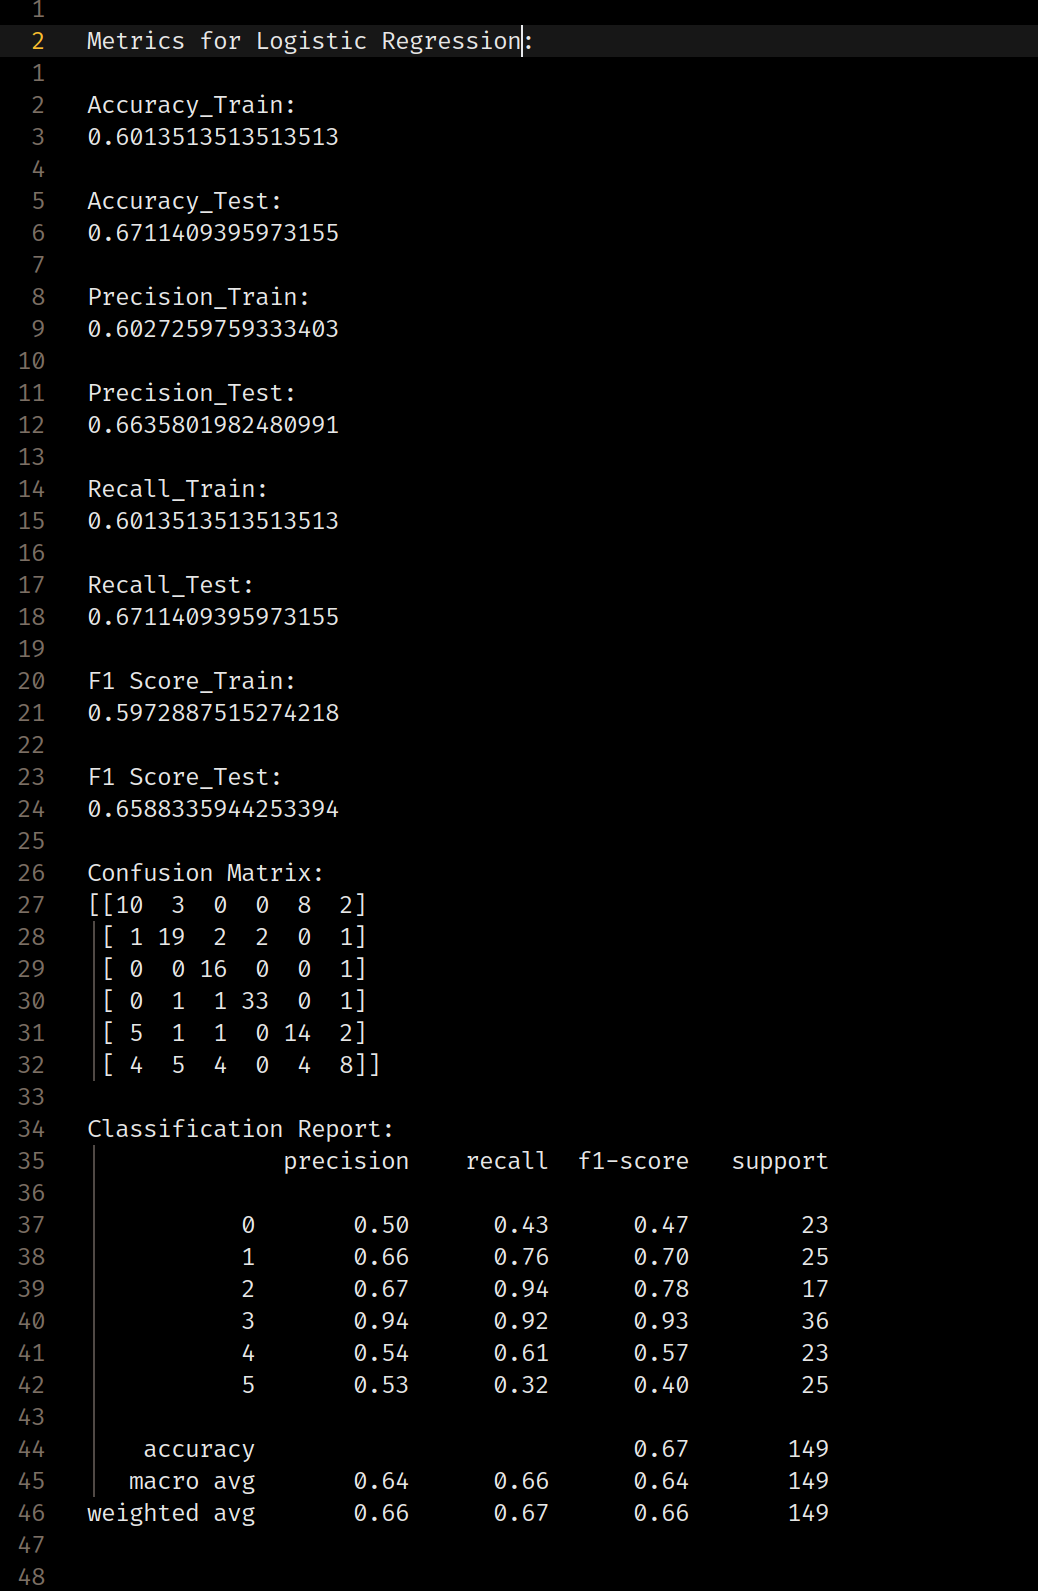 1
2 Metrics for Logistic Regression:
1
2 Accuracy_Train:
3 0.6013513513513513
4
5 Accuracy_Test:
6 0.6711409395973155
7
8 Precision_Train:
9 0.6027259759333403
10
11 Precision_Test:
12 0.6635801982480991
13
14 Recall_Train:
15 0.6013513513513513
16
17 Recall_Test:
18 0.6711409395973155
19
20 F1 Score_Train:
21 0.5972887515274218
22
23 F1 Score_Test:
24 0.6588335944253394
25
26 Confusion Matrix:
27 [[10  3  0  0  8  2]
28 [ 1 19  2  2  0  1]
29 [ 0  0 16  0  0  1]
30 [ 0  1  1 33  0  1]
31 [ 5  1  1  0 14  2]
32 [ 4  5  4  0  4  8]]
33
34 Classification Report:
35 precision recall f1-score support
36
37 0 0.50 0.43 0.47 23
38 1 0.66 0.76 0.70 25
39 2 0.67 0.94 0.78 17
40 3 0.94 0.92 0.93 36
41 4 0.54 0.61 0.57 23
42 5 0.53 0.32 0.40 25
43
44 accuracy 0.67 149
45 macro avg 0.64 0.66 0.64 149
46 weighted avg 0.66 0.67 0.66 149
47
48